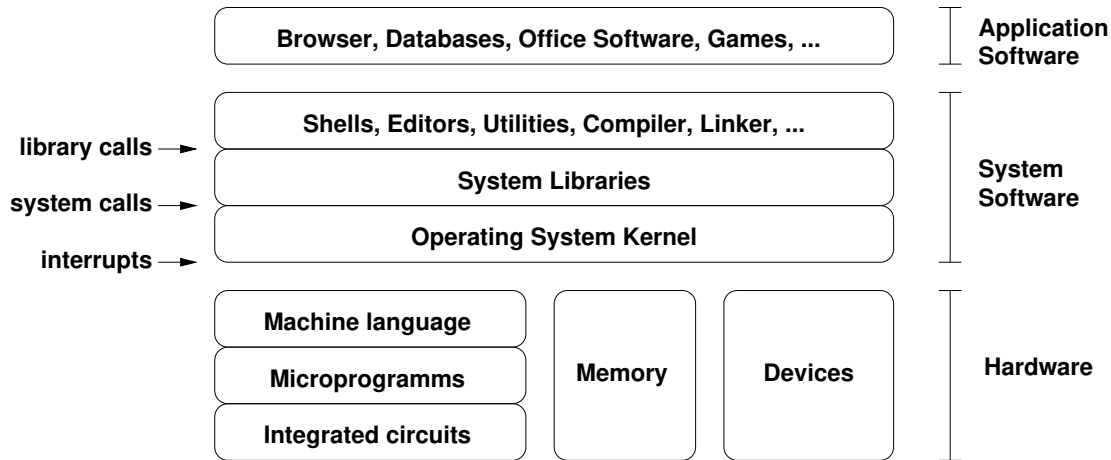 Browser, Databases, Office Software, Games, ...
Application
Software
Shells, Editors, Utilities, Compiler, Linker, ...
library calls
System Libraries
System
Software
system calls
Operating System Kernel
interrupts
Machine language
Microprogramms
Memory
Devices
Hardware
Integrated circuits